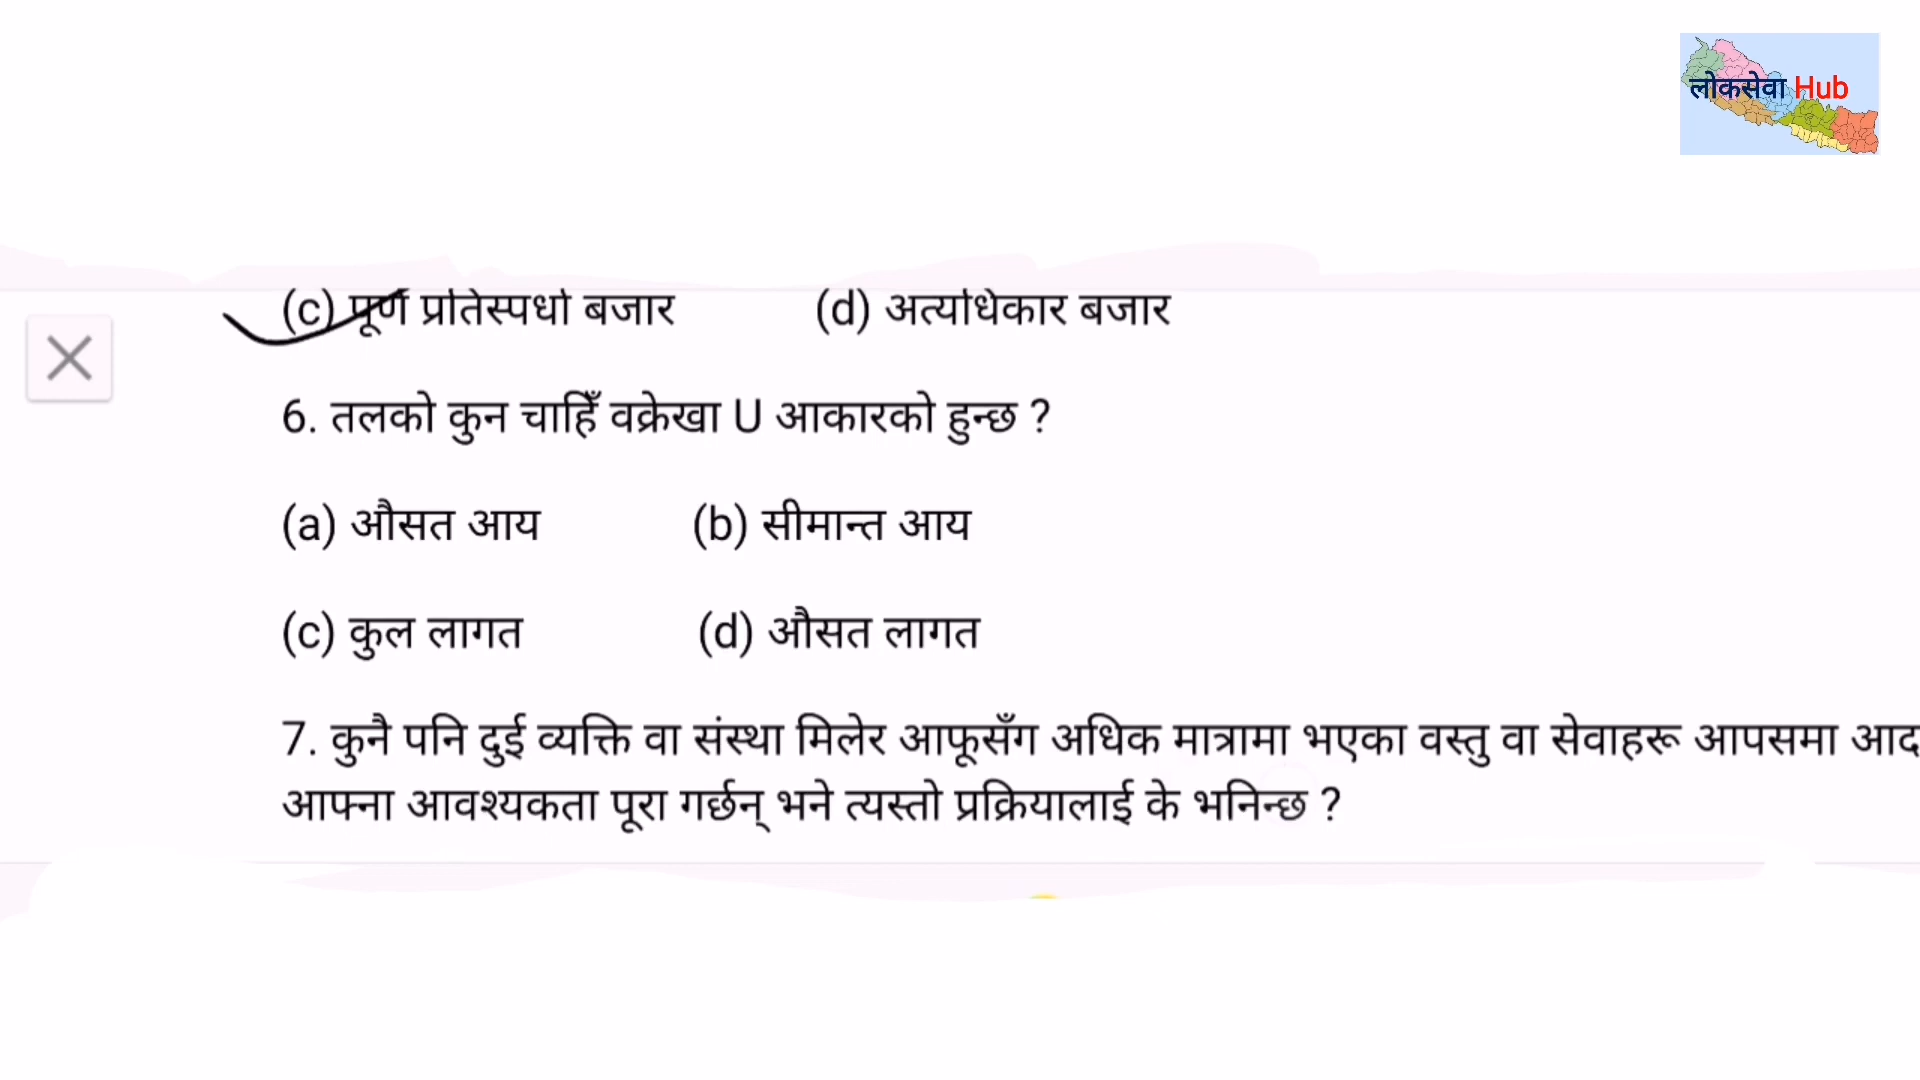 लोकसेवा Hub
(c) पूर्ण प्रतिस्पर्धा बजार (d) अत्याधिकार बजार
6. तलको कुन चाहिँ वक्रेखा U आकारको हुन्छ ?
(a) औसत आय (b) सीमान्त आय
(c) कुल लागत (d) औसत लागत
7. कुनै पनि दुई व्यक्ति वा संस्था मिलेर आफूसँग अधिक मात्रामा भएका वस्तु वा सेवाहरू आपसमा आद
आफ्ना आवश्यकता पूरा गर्छन् भने त्यस्तो प्रक्रियालाई के भनिन्छ ?